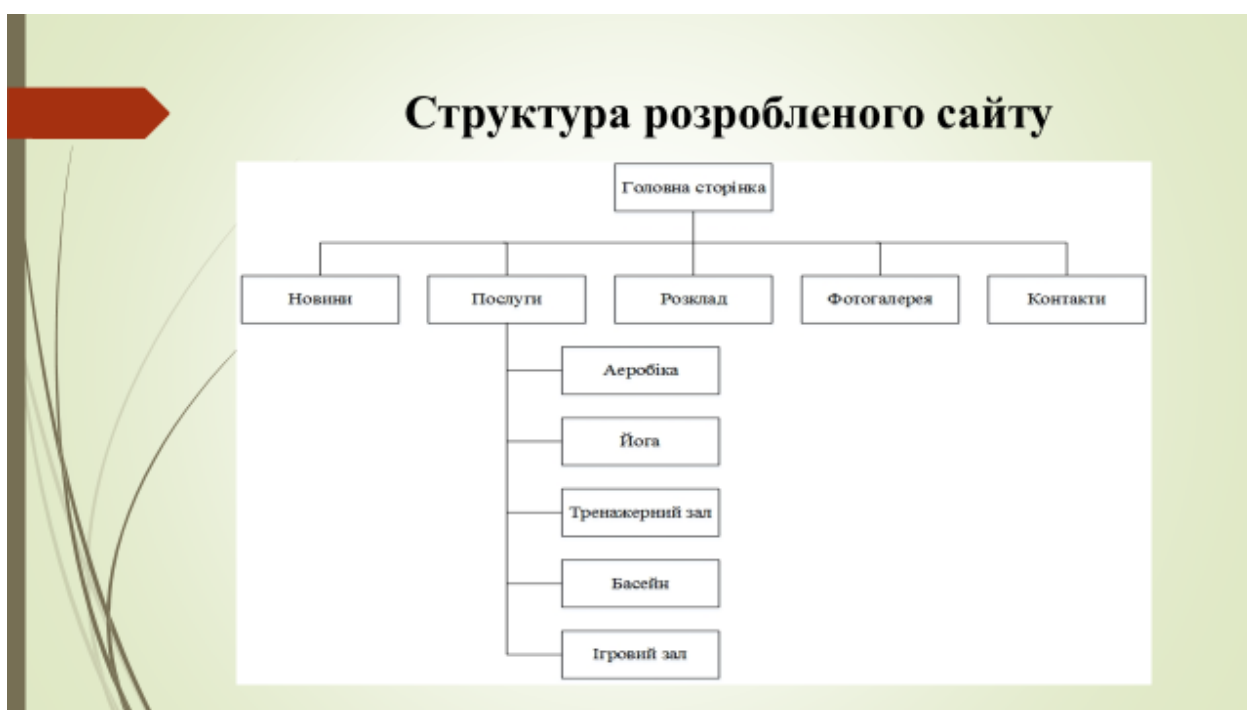 Структура розробленого сайту
Головна сторінка
Новини
Послуги
Розклад
Фотогалерея
Контакти
Аеробіка
Йога
Тренажерний зал
Басейн
Ігровий зал